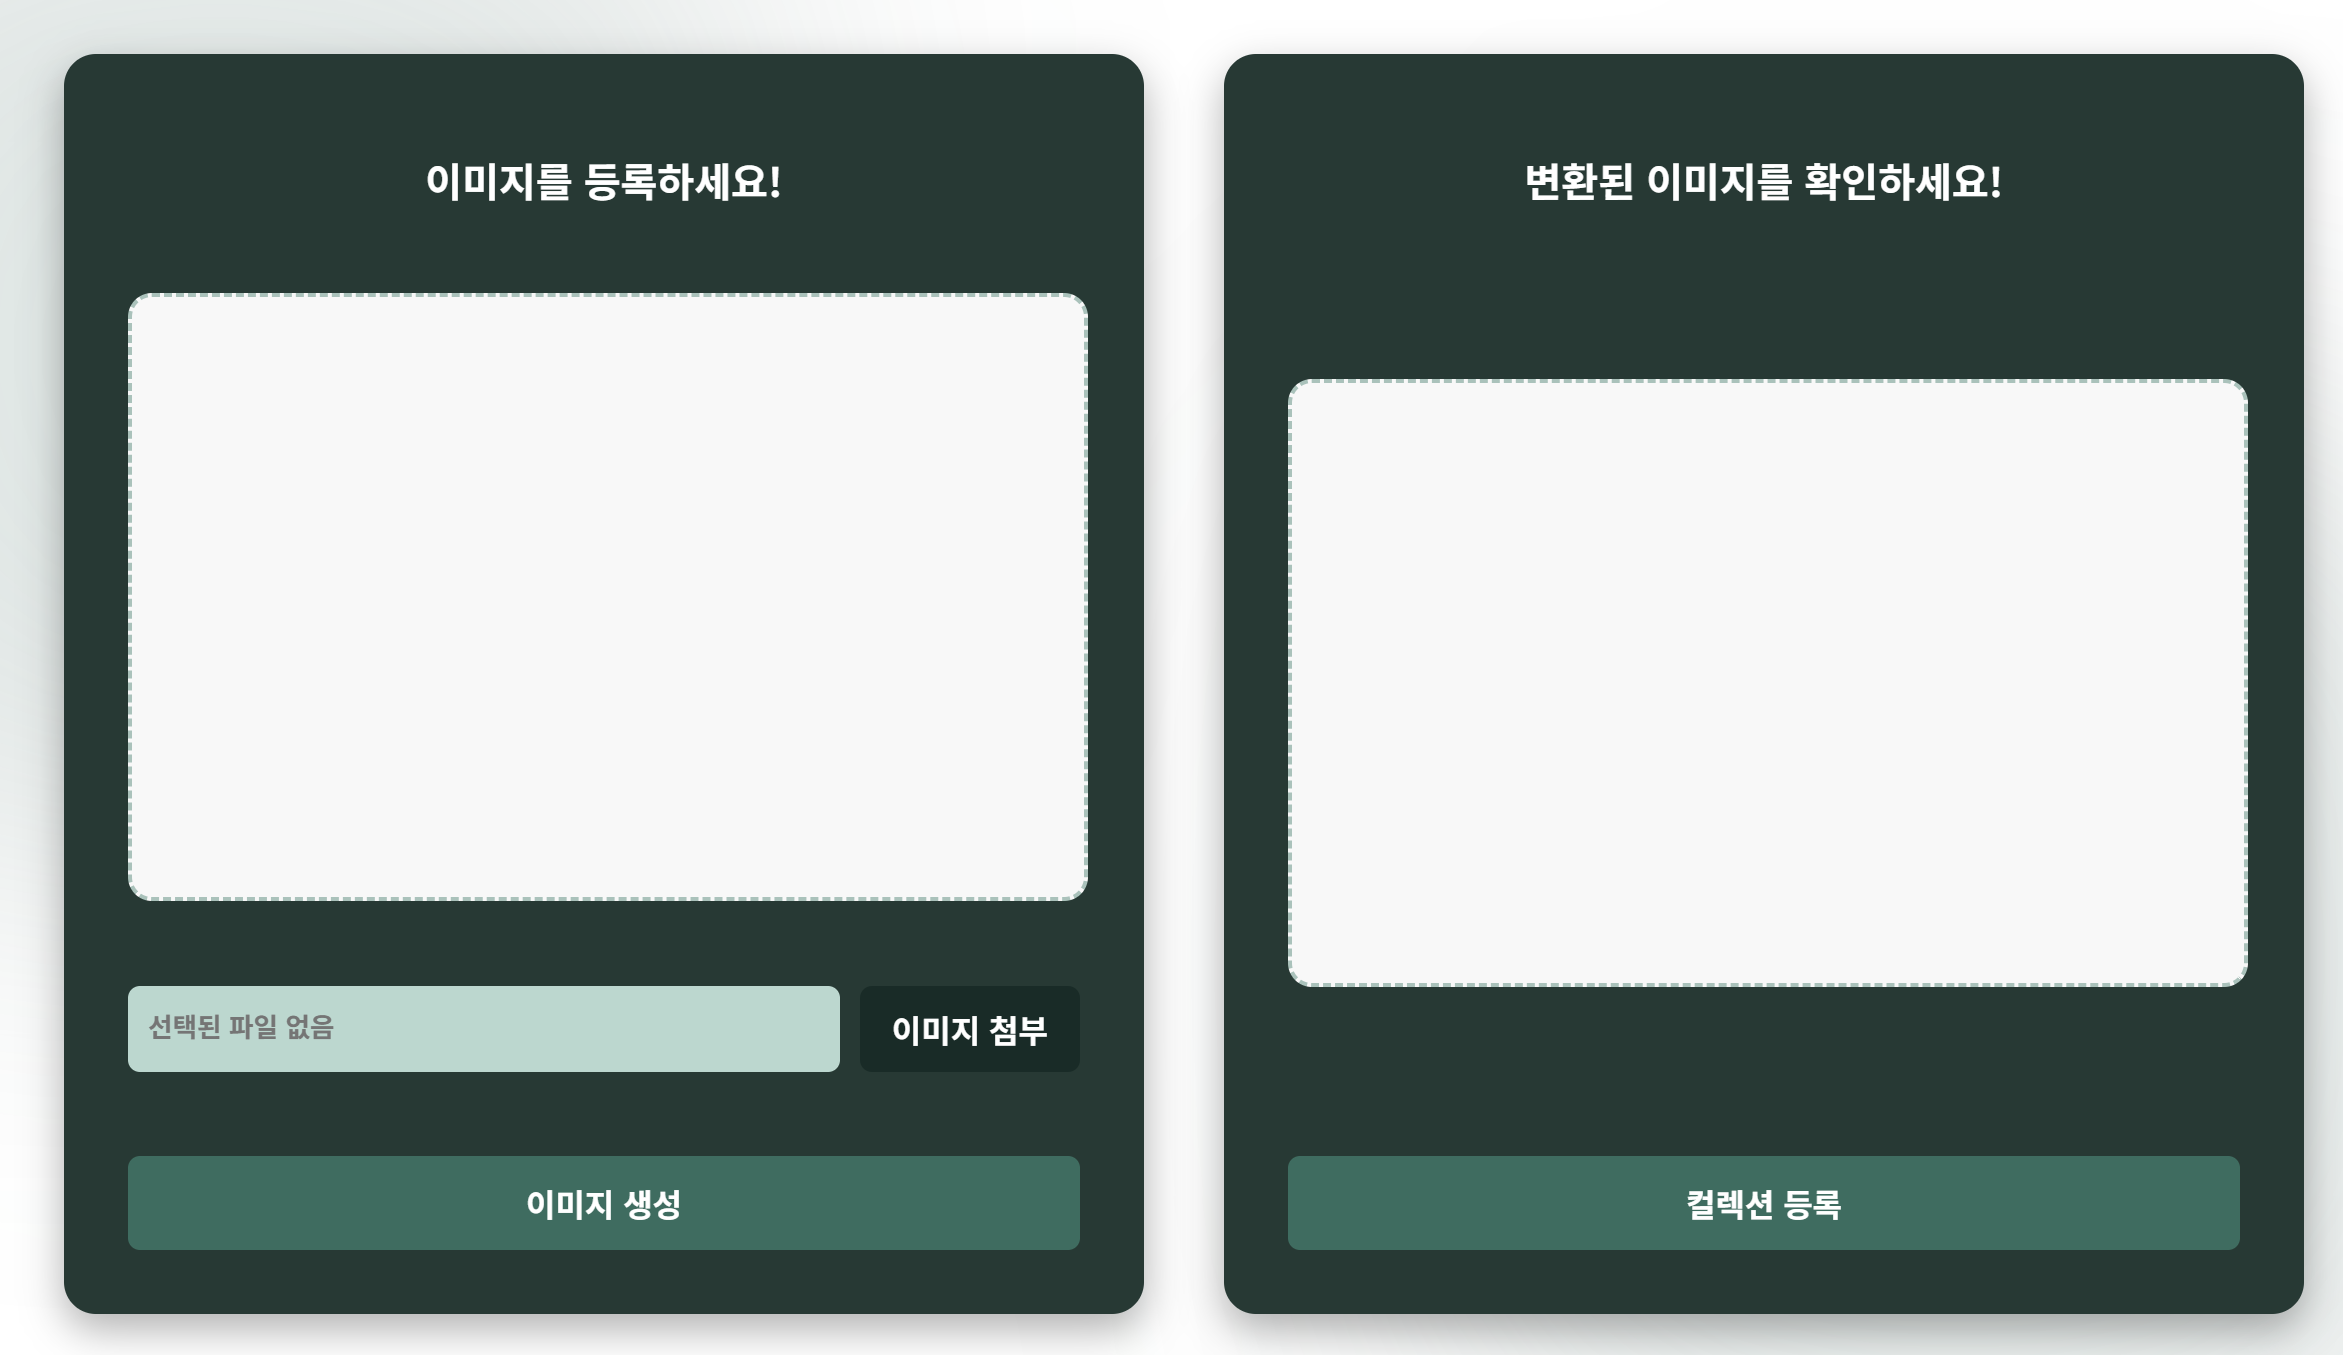 이미지를 등록하세요!
선택된 파일 없음
이미지 첨부
이미지 생성
변환된 이미지를 확인하세요!
컬렉션 등록